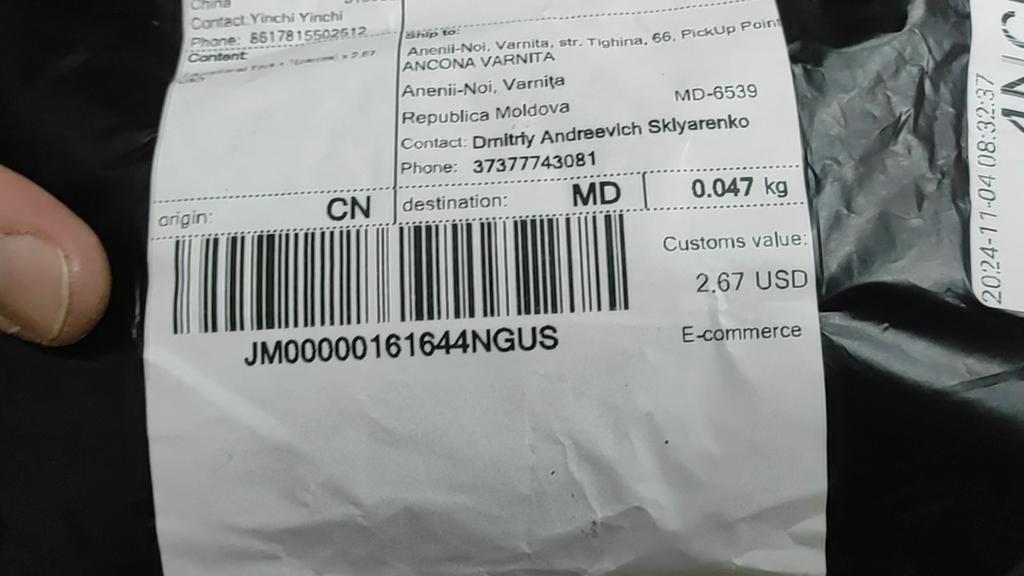 China
Contact: Yinchi Yinchi
Phone: 8617815502512
Content:
Ship to:
Anenii-Noi, Varnita, str. Tighina, 66, PickUp Point
ANCONA VARNITA
Anenii-Noi, Varnița
Republica Moldova MD-6539
Contact: Dmitriy Andreevich Sklyarenko
Phone: 37377743081
origin: CN
destination: MD
0.047 kg
JM00000161644NGUS
Customs value:
2,67 USD
E-commerce
2024-11-04 08:32:37